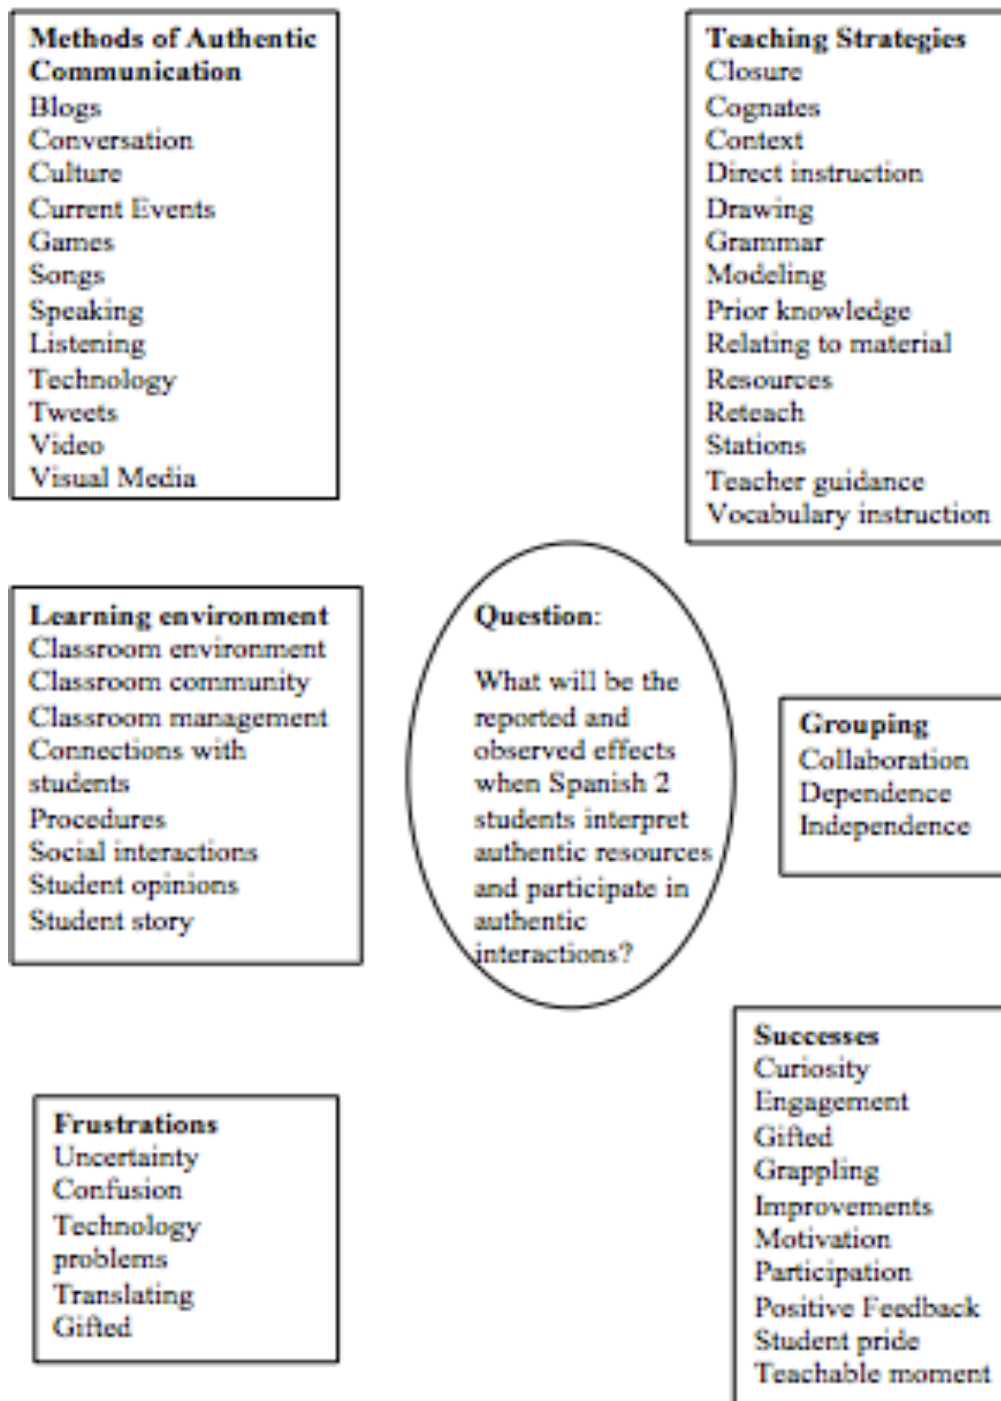 Methods of Authentic
Communication
Blogs
Conversation
Culture
Current Events
Games
Songs
Speaking
Listening
Technology
Tweets
Video
Visual Media
Teaching Strategies
Closure
Cognates
Context
Direct instruction
Drawing
Grammar
Modeling
Prior knowledge
Relating to material
Resources
Reteach
Stations
Teacher guidance
Vocabulary instruction
Learning environment
Classroom environment
Classroom community
Classroom management
Connections with
students
Procedures
Social interactions
Student opinions
Student story
Question:
What will be the
reported and
observed effects
when Spanish 2
students interpret
authentic resources
and participate in
authentic
interactions?
Grouping
Collaboration
Dependence
Independence
Frustrations
Uncertainty
Confusion
Technology
problems
Translating
Gifted
Successes
Curiosity
Engagement
Gifted
Grappling
Improvements
Motivation
Participation
Positive Feedback
Student pride
Teachable moment